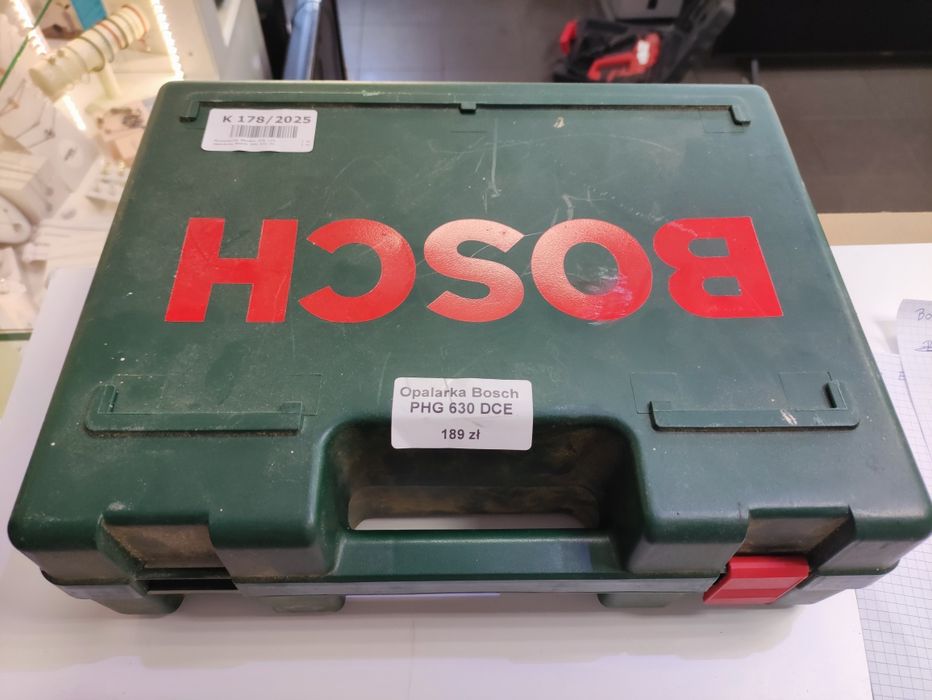 K 178/2025
BOSCH
Opalarka Bosch
PHG 630 DCE
189 zł